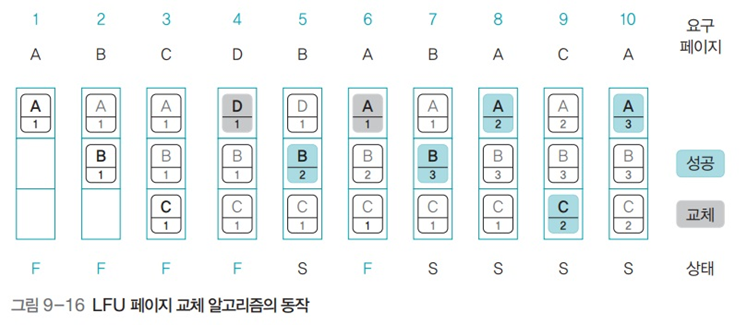 1 2 3 4 5 6 7 8 9 10 요구
A B C D B A B A C A 페이지
A A A D D A A A A A
1 1 1 1 1 1 1 2 2 3
B B B B B B B B B 성공
1 1 1 2 2 3 3 3 3
C C C C C C C C 교체
1 1 1 1 1 1 2 2
F F F F S F S S S S 상태
그림 9-16 LFU 페이지 교체 알고리즘의 동작